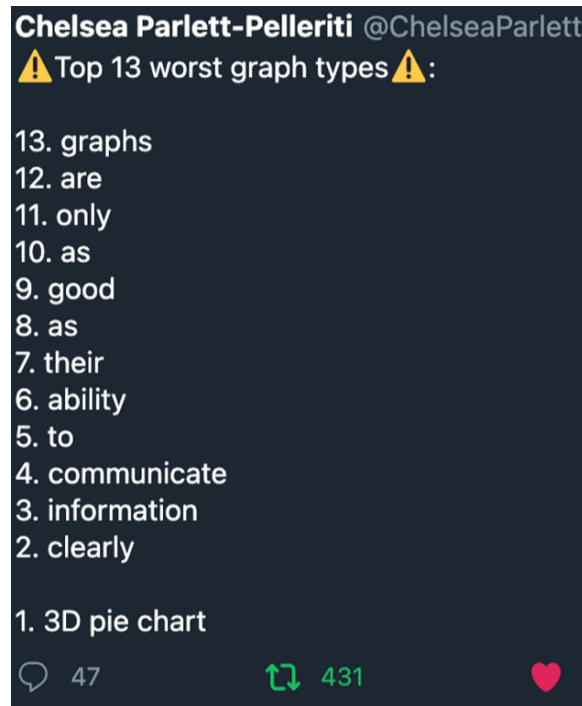 Chelsea Parlett-Pelleriti @ChelseaParlett
⚠️Top 13 worst graph types⚠️:
13. graphs
12. are
11. only
10. as
9. good
8. as
7. their
6. ability
5. to
4. communicate
3. information
2. clearly
1. 3D pie chart
47 431